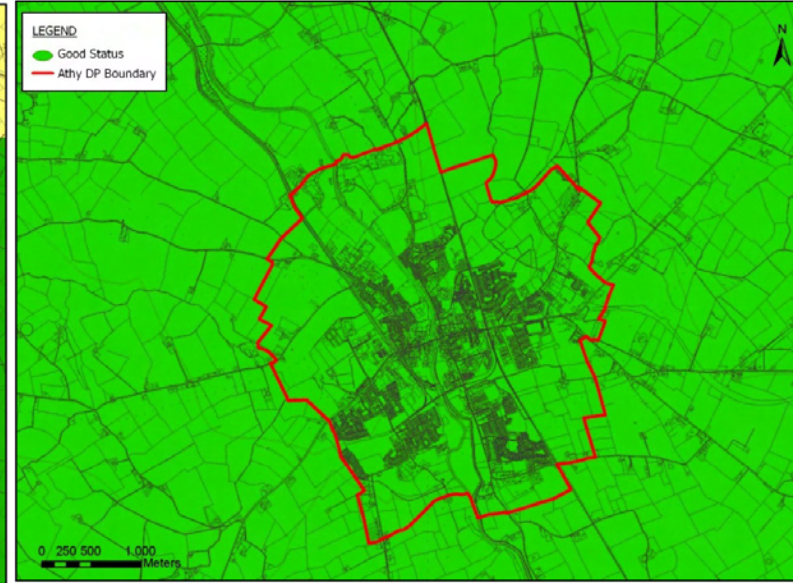 LEGEND
Good Status
Athy DP Boundary
N
0 250 500 1,000
Meters